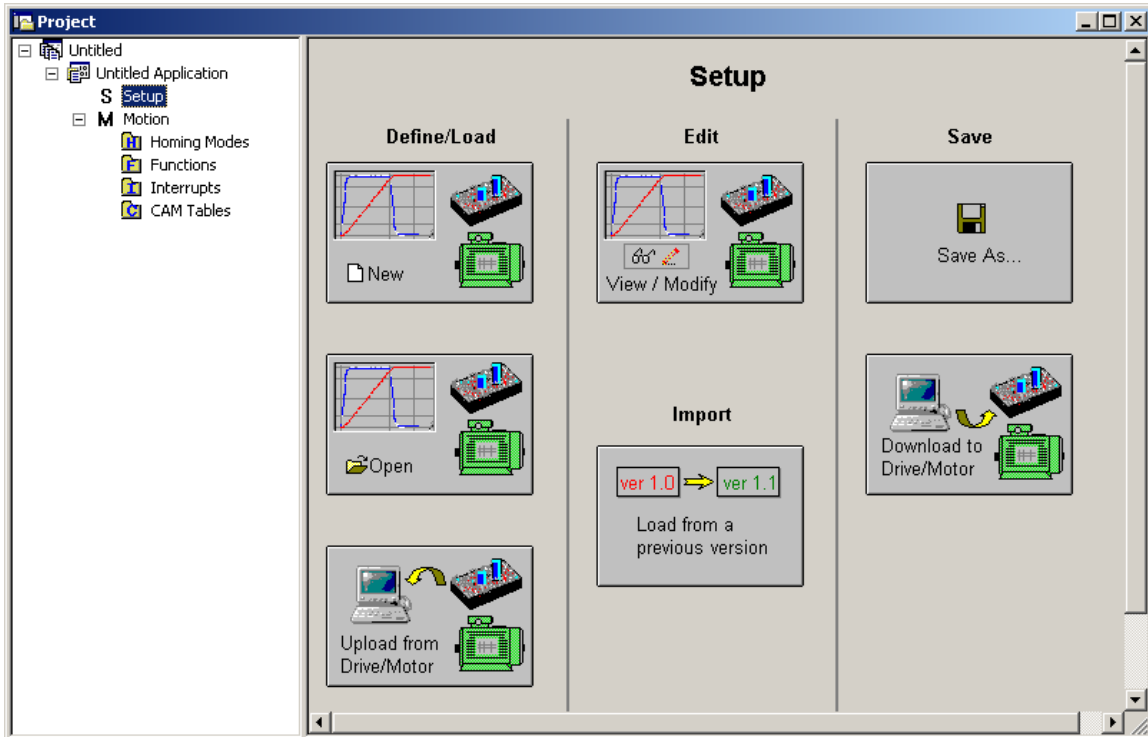 Project
Untitled
Untitled Application
S Setup
M Motion
H Homing Modes
F Functions
I Interrupts
C CAM Tables
Setup
Define/Load
New
Open
Upload from
Drive/Motor
Edit
View / Modify
Import
ver 1.0 ver 1.1
Load from a
previous version
Save
Save As...
Download to
Drive/Motor